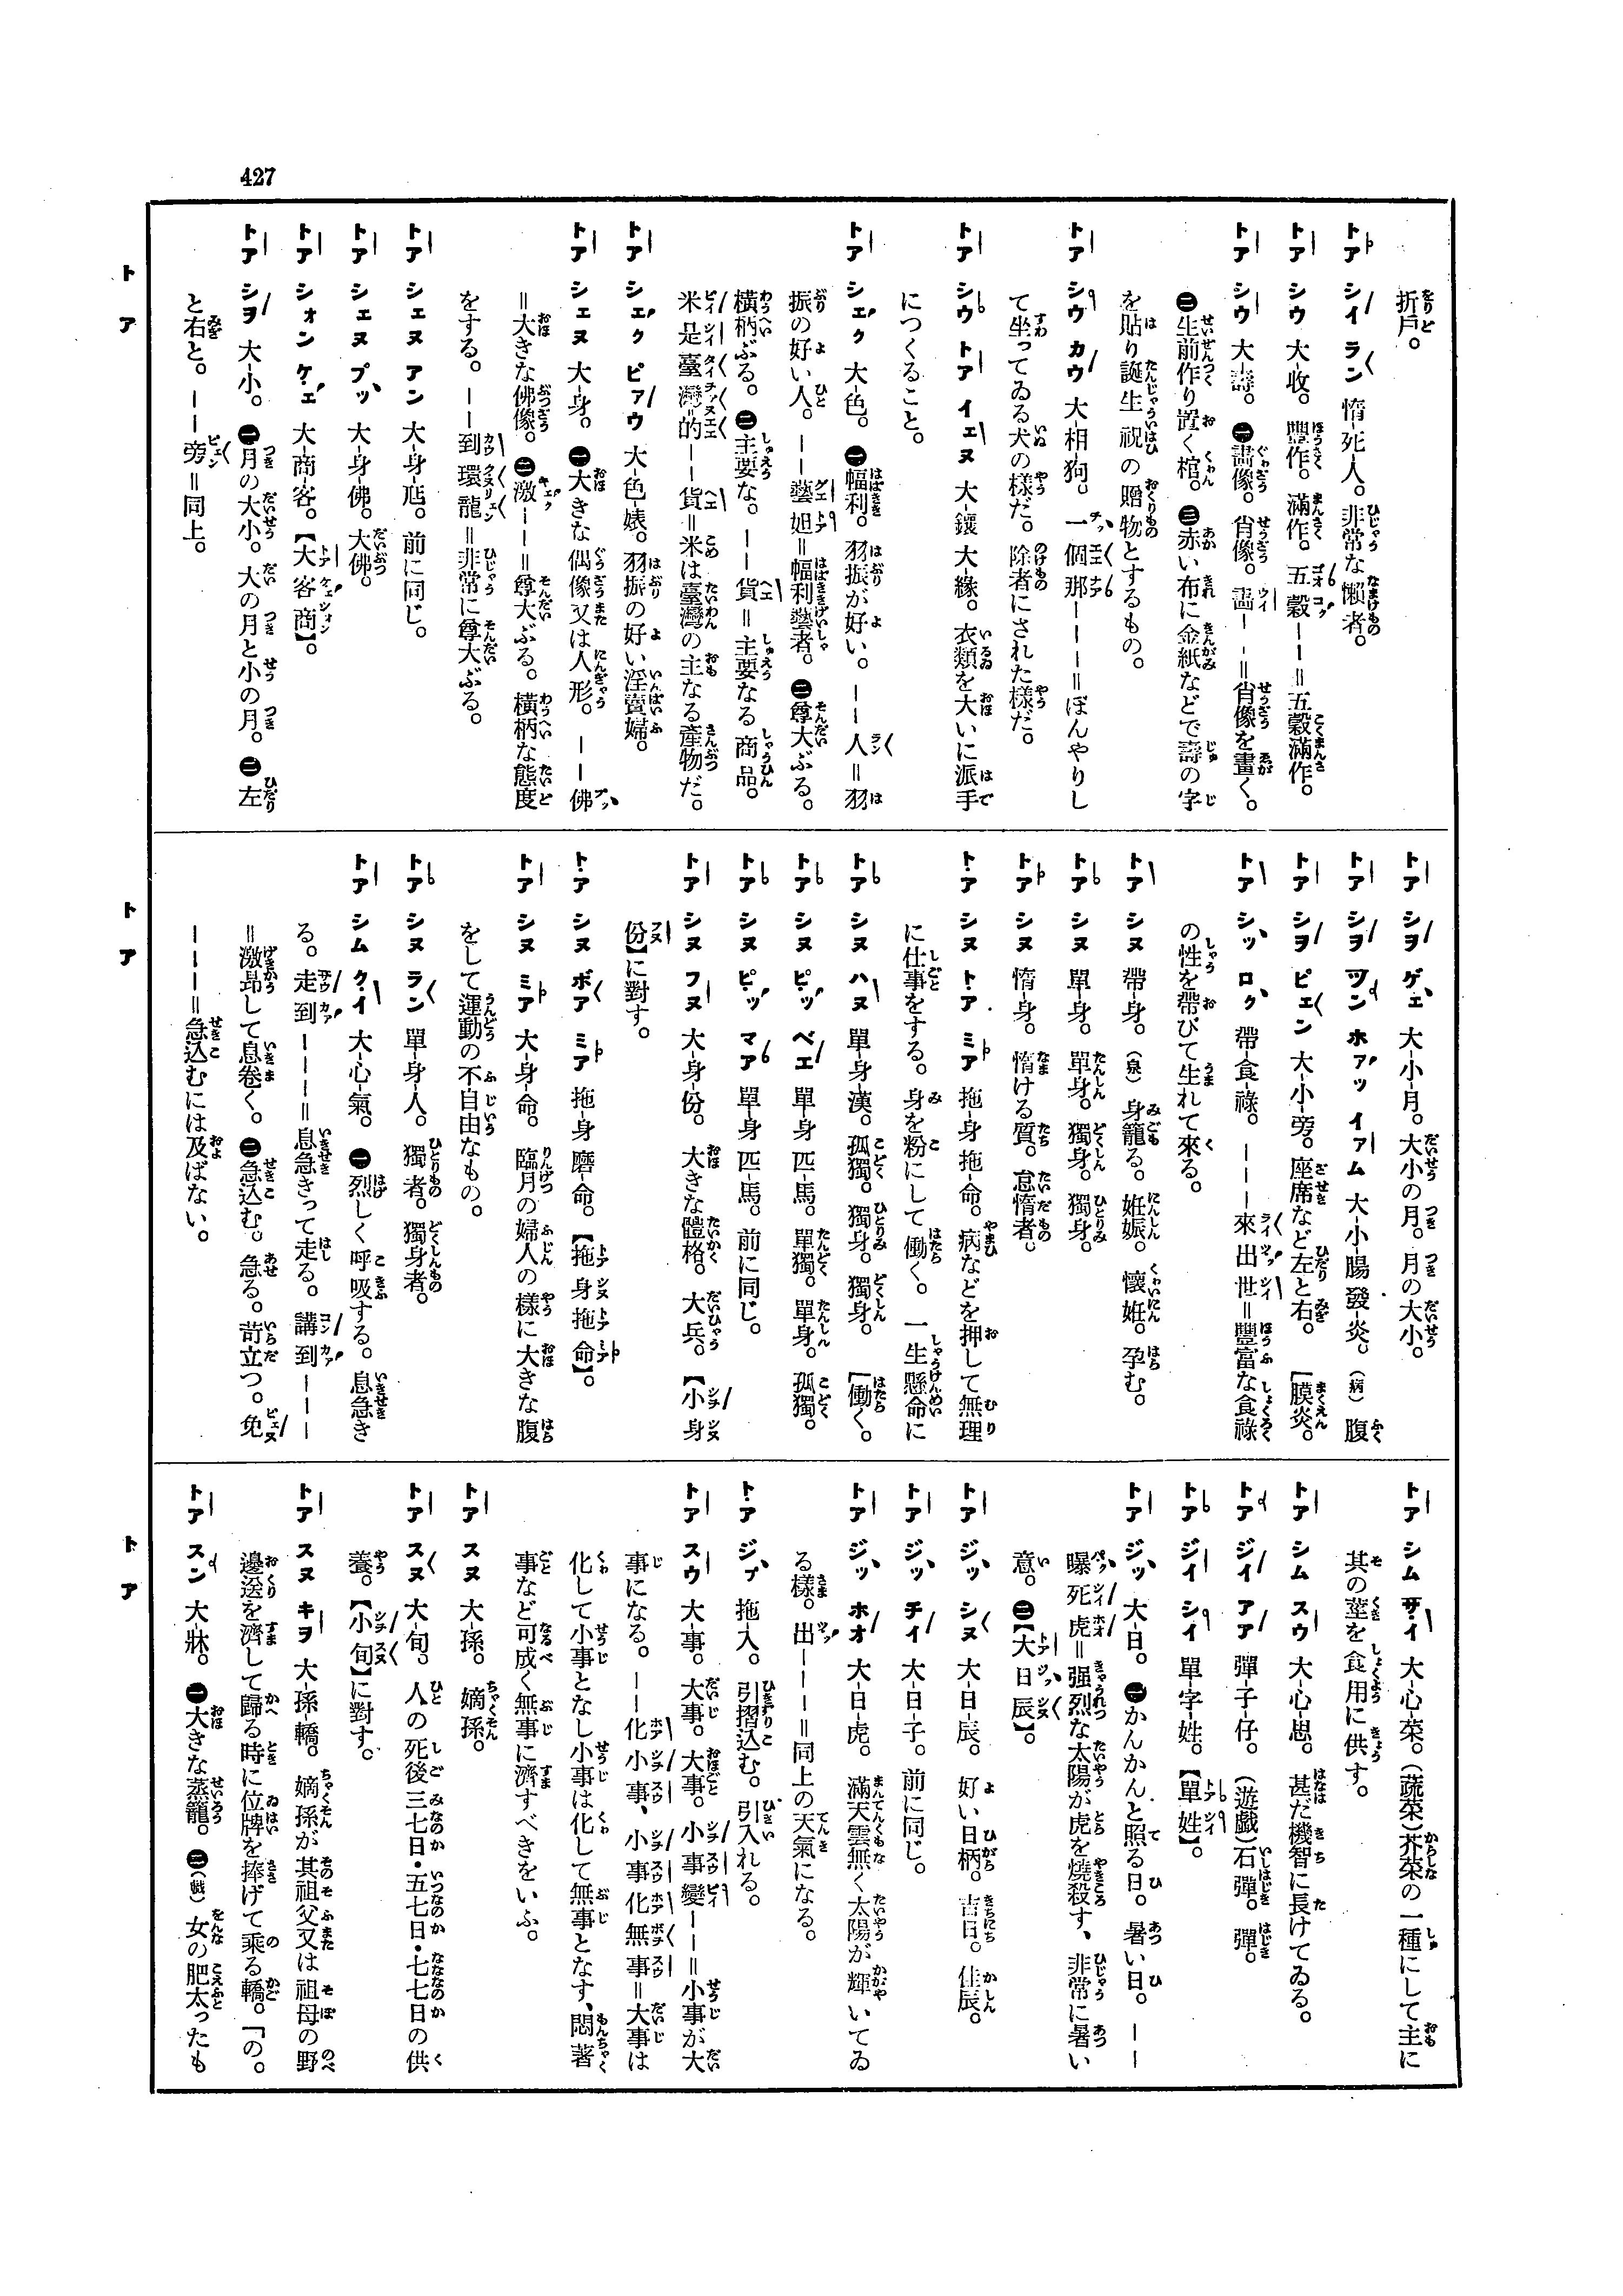 427
折戶。
トア シイ ラン 惰-死人。非常な懶者。
トア シウ 大-收。豐作。滿作。五穀－－＝五穀滿作。
トア シウ 大-壽。㊀畵像。肖像。畵－－＝肖像を畫く。
㊁生前作り置く棺。㊂赤い布に金紙などで壽の字
を貼り誕生祝の贈物とするもの。
トア シウ カウ 大-相狗。一個那－－－＝ぼんやりし
て坐ってゐる犬の樣だ。除者にされた樣だ。
トア シウ トア イェヌ 大-鑲 大-緣。衣類を大いに派手
につくること。
トア シェク 大-色。㊀幅利。羽振が好い。－－人＝羽
振の好い人。－－藝妲＝幅利藝者。㊁尊大ぶる。
橫柄ぶる。㊂主要な。－－貨＝主要なる商品。
米是臺灣的－－貨＝米は臺灣の主なる產物だ。
トア シェク ピァウ 大-色-婊。羽振の好い淫賣婦。
トア シェヌ 大-身。㊀大きな偶像又は人形。－－佛
＝大きな佛像。㊁激－－＝尊大ぶる。橫柄な態度
をする。－－到環龍＝非常に尊大ぶる。
トア シェヌ アン 大-身-尪。前に同じ。
トア シェヌ プッ 大-身-佛。大佛。
トア シォン ケェ 大-商-客。【大客商】。
トア シヲ 大-小。㊀月の大小。大の月と小の月。㊁左
と右と。－－旁＝同上。
トア シヲ ゲェ 大-小-月。大小の月。月の大小。
トア シヲ ツン ホァッ イァム 大-小-腸 發-炎。(病) 腹
トア シヲ ピェン 大-小-旁。座席など左と右。 [膜炎。
トア シッ ロク 帶-食-祿。－－－來出世＝豐富な食祿
の性を帶びて生れて來る。
トア シヌ 帶-身。(泉) 身籠る。姙娠。懷姙。孕む。
トア シヌ 單-身。單身。獨身。獨身。
トア シヌ 惰-身。惰ける質。怠惰者。
トア シヌ トア ミア 拖-身 拖-命。病などを押して無理
に仕事をする。身を粉にして働く。一生懸命に
トア シヌ ハヌ 單-身-漢。孤獨。獨身。獨身。 [働く。
トア シヌ ピッ ベエ 單-身 匹-馬。單獨。單身。孤獨。
トア シヌ ピッ マア 單-身 匹-馬。前に同じ。
トア シヌ フヌ 大-身-份。大きな體格。大兵。【小身
份】に對す。
トア シヌ ボア ミア 拖-身 磨-命。【拖身拖命】。
トア シヌ ミア 大-身-命。臨月の婦人の樣に大きな腹
をして運動の不自由なもの。
トア シヌ ラン 單-身-人。獨者。獨身者。
トア シム クイ 大-心-氣。㊀烈しく呼吸する。息急き
る。走到－－－＝息急きって走る。講到－－－
＝激昻して息卷く。㊁急込む。急る。苛立つ。免
－－－＝急込むには及ばない。
トア シム サイ 大-心-菜。(蔬菜)芥菜の一種にして主に
其の莖を食用に供す。
トア シム スウ 大-心-思。甚だ機智に長けてゐる。
トア ジイ アア 彈-子-仔。(遊戲)石彈。彈。
トア ジイ シイ 單-字-姓。【單姓】。
トア ジッ 大-日。㊀かんかんと照る日。暑い日。－－
曝死虎＝强烈な太陽が虎を燒殺す、非常に暑い
意。㊁【大日辰】。
トア ジッ シヌ 大-日-辰。好い日柄。吉日。佳辰。
トア ジッ チイ 大-日-子。前に同じ。
トア ジッ ホオ 大-日-虎。滿天雲無く太陽が輝いてゐ
る樣。出－－－＝同上の天氣になる。
トア ジプ 拖-入。引摺込む。引入れる。
トア スウ 大-事。大事。大事。小事變－－＝小事が大
事になる。－－化小事、小事化無事＝大事は
化して小事となし小事は化して無事となす、悶著
事など可成く無事に濟すべきをいふ。
トア スヌ 大-孫。嫡孫。
トア スヌ 大-旬。人の死後三七日・五七日・七七日の供
養。【小旬】に對す。
トア スヌ キヲ 大-孫-轎。嫡孫が其祖父又は祖母の野
邊送を濟して歸る時に位牌を捧げて乘る轎。 [の。
トア スン 大-牀。㊀大きな蒸籠。㊁(戲) 女の肥太ったも
ト ア
ト ア
ト ア